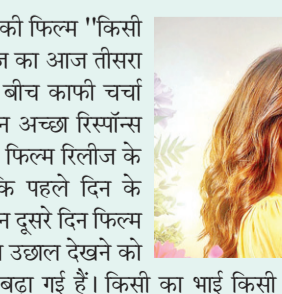 की फिल्म "किसी
का आज तीसरा
बीच काफी चर्चा
अच्छा रिस्पॉन्स
फिल्म रिलीज के
पहले दिन के
दूसरे दिन फिल्म
उछाल देखने को
बढा गई हैं। किसी का भाई किसी